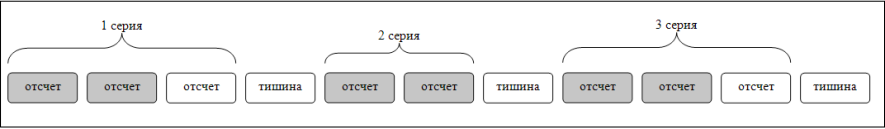 1 серия
2 серия
3 серия
отсчет отсчет отсчет тишина отсчет отсчет тишина отсчет отсчет отсчет тишина